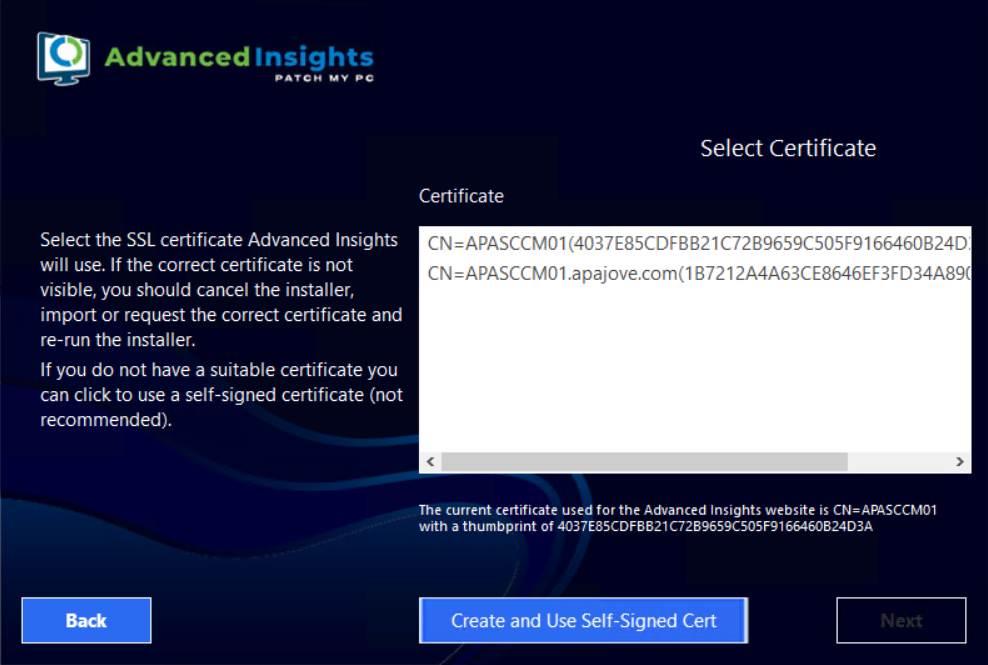 Advanced Insights
PATCH MY PC
Select Certificate
Certificate
Select the SSL certificate Advanced Insights
will use. If the correct certificate is not
visible, you should cancel the installer,
import or request the correct certificate and
re-run the installer.
If you do not have a suitable certificate you
can click to use a self-signed certificate (not
recommended).
CN=APASCCM01(4037E85CDFBB21C72B9659C505F9166460B24D
CN=APASCCM01.apajove.com(1B7212A4A63CE8646EF3FD34A890
The current certificate used for the Advanced Insights website is CN=APASCCM01
with a thumbprint of 4037E85CDFBB21C72B9659C505F9166460B24D3A
Back
Create and Use Self-Signed Cert
Next